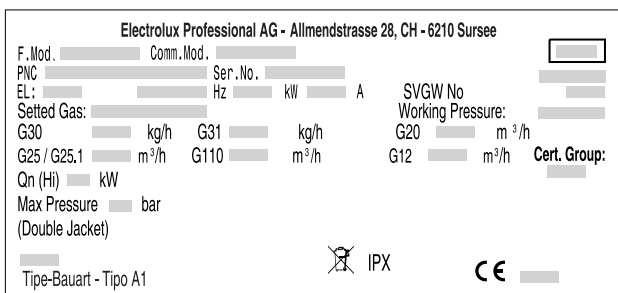 Electrolux Professional AG - Allmendstrasse 28, CH - 6210 Sursee
F.Mod. Comm.Mod.
PNC Ser.No.
EL: Hz kW A SVGW No
Setted Gas: Working Pressure:
G30 kg/h G31 kg/h G20 m³/h
G25 / G25.1 m³/h G110 m³/h G12 m³/h Cert. Group:
Qn (Hi) kW
Max Pressure bar
(Double Jacket)
IPX
CE
Tipe-Bauart - Tipo A1